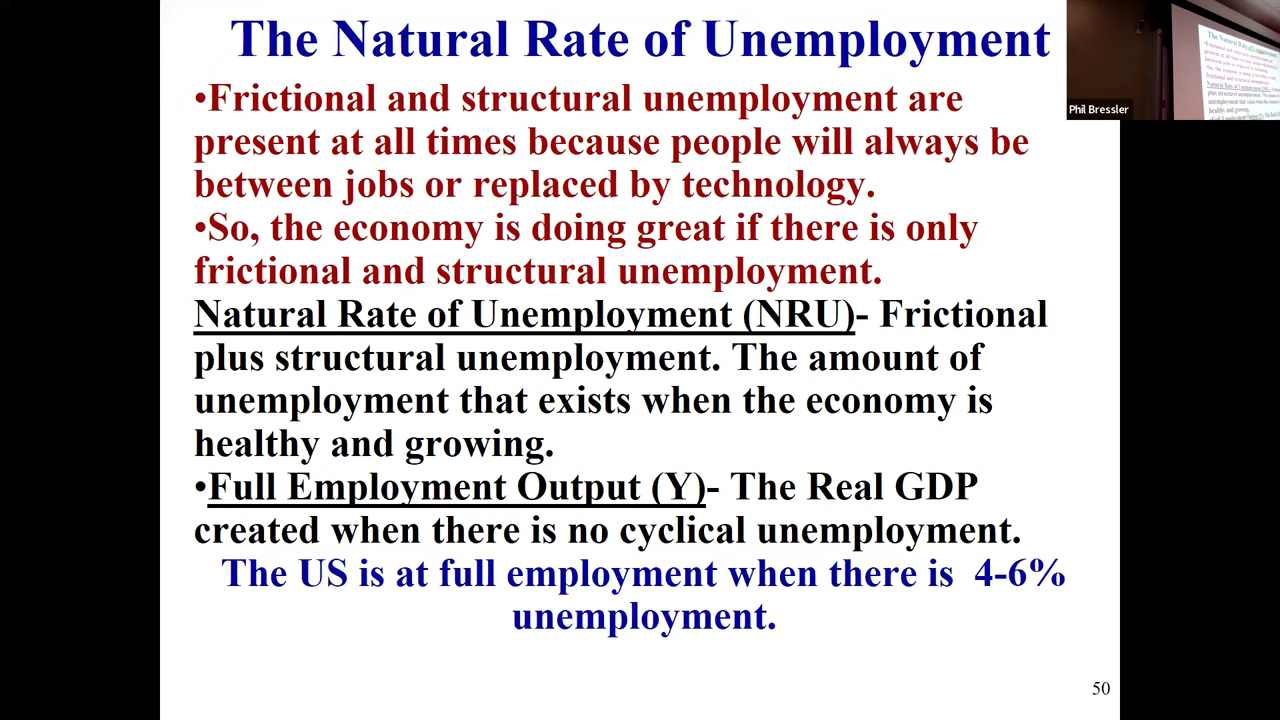 The Natural Rate of Unemployment
•Frictional and structural unemployment are
present at all times because people will always be
between jobs or replaced by technology.
•So, the economy is doing great if there is only
frictional and structural unemployment.
Natural Rate of Unemployment (NRU)- Frictional
plus structural unemployment. The amount of
unemployment that exists when the economy is
healthy and growing.
•Full Employment Output (Y)- The Real GDP
created when there is no cyclical unemployment.
The US is at full employment when there is 4-6%
unemployment.
50
Phil Bressler